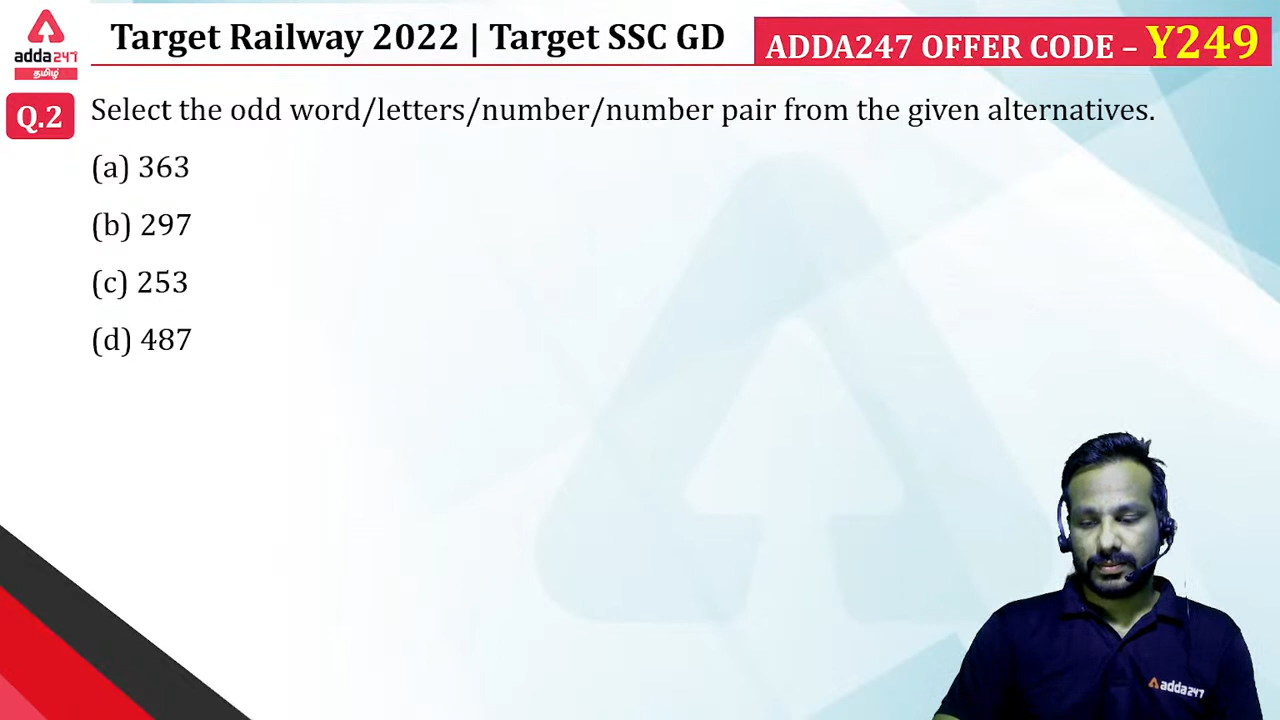 adda247
தமிழ்
Target Railway 2022 | Target SSC GD
ADDA247 OFFER CODE – Y249
Q.2
Select the odd word/letters/number/number pair from the given alternatives.
(a) 363
(b) 297
(c) 253
(d) 487
adda247